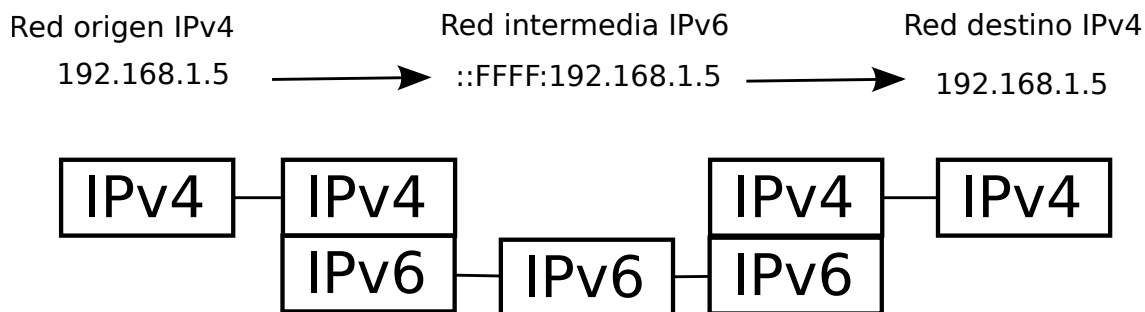 Red origen IPv4
Red intermedia IPv6
Red destino IPv4
192.168.1.5
::FFFF:192.168.1.5
192.168.1.5
IPv4
IPv4
IPv4
IPv4
IPv6
IPv6
IPv6